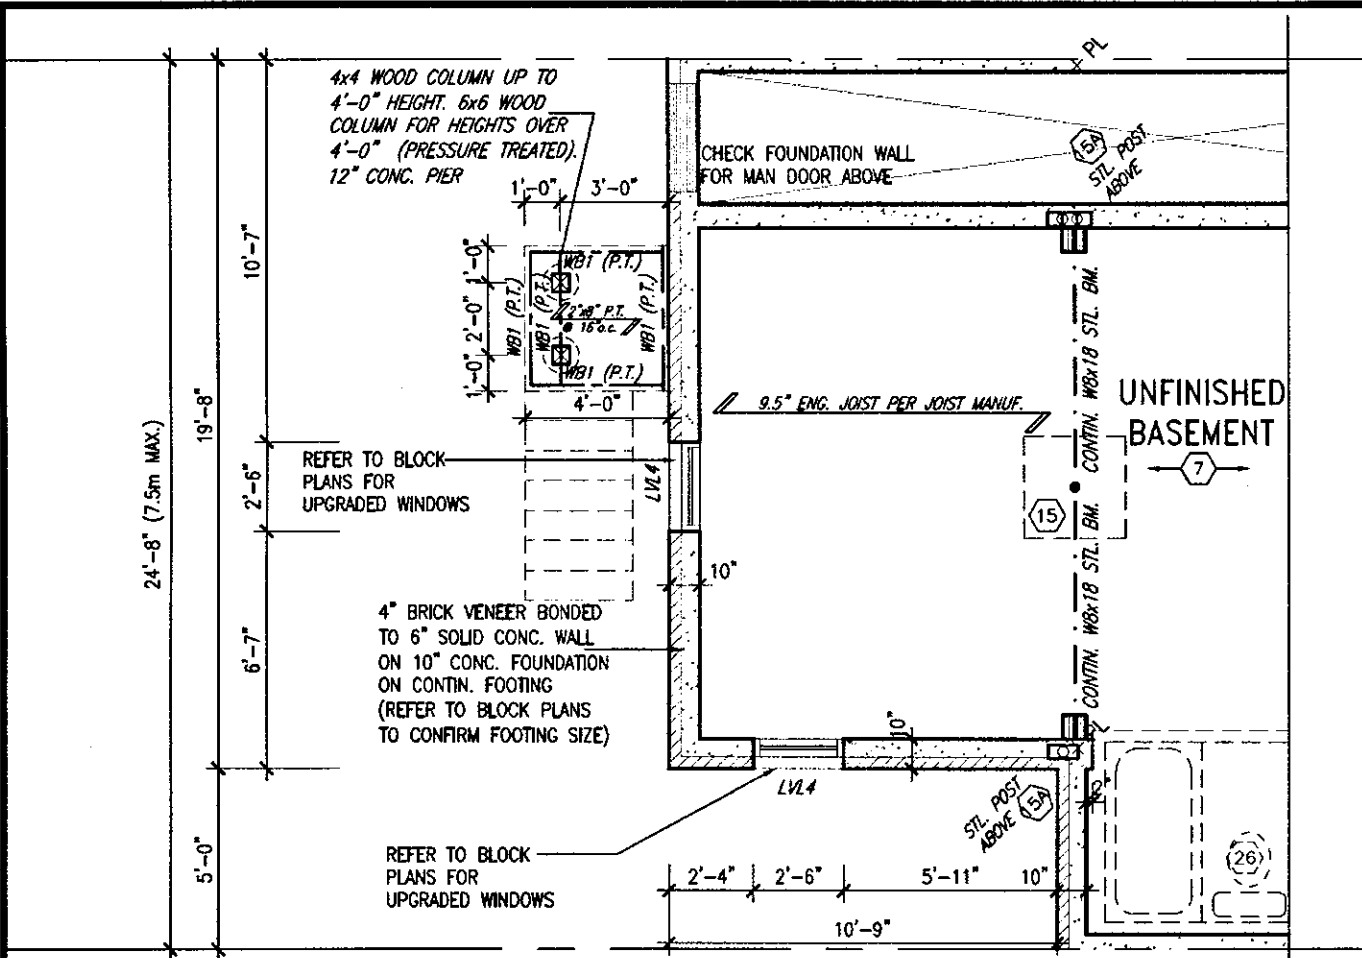 4x4 WOOD COLUMN UP TO
4'-0" HEIGHT. 6x6 WOOD
COLUMN FOR HEIGHTS OVER
4'-0" (PRESSURE TREATED).
12" CONC. PIER
PL
CHECK FOUNDATION WALL
FOR MAN DOOR ABOVE
15A
STL. POST
ABOVE
1'-0"
3'-0"
10'-7"
1'-0"
2'-0"
1'-0"
WB1 (P.T.)
WB1 (P.T.)
WB1 (P.T.)
WB1 (P.T.)
WB1 (P.T.)
2"x8" P.T.
@ 16"o.c.
4'-0"
9.5" ENG. JOIST PER JOIST MANUF.
CONTIN. W8x18 STL. BM.
CONTIN. W8x18 STL. BM.
UNFINISHED
BASEMENT
7
15
24'-8" (7.5m MAX.)
19'-8"
2'-6"
6'-7"
5'-0"
REFER TO BLOCK
PLANS FOR
UPGRADED WINDOWS
LVL4
10"
4" BRICK VENEER BONDED
TO 6" SOLID CONC. WALL
ON 10" CONC. FOUNDATION
ON CONTIN. FOOTING
(REFER TO BLOCK PLANS
TO CONFIRM FOOTING SIZE)
10"
PL
LVL4
STL. POST
ABOVE
15A
2"
26
REFER TO BLOCK
PLANS FOR
UPGRADED WINDOWS
2'-4"
2'-6"
5'-11"
10"
10'-9"